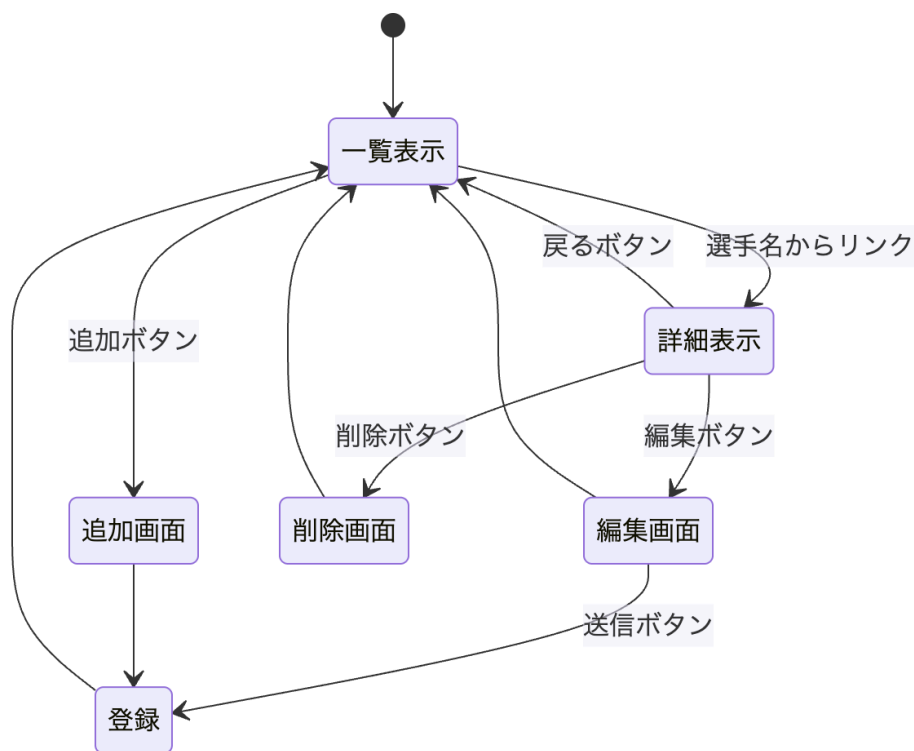 一覧表示
戻るボタン
選手名からリンク
追加ボタン
詳細表示
削除ボタン
編集ボタン
追加画面
削除画面
編集画面
送信ボタン
登録